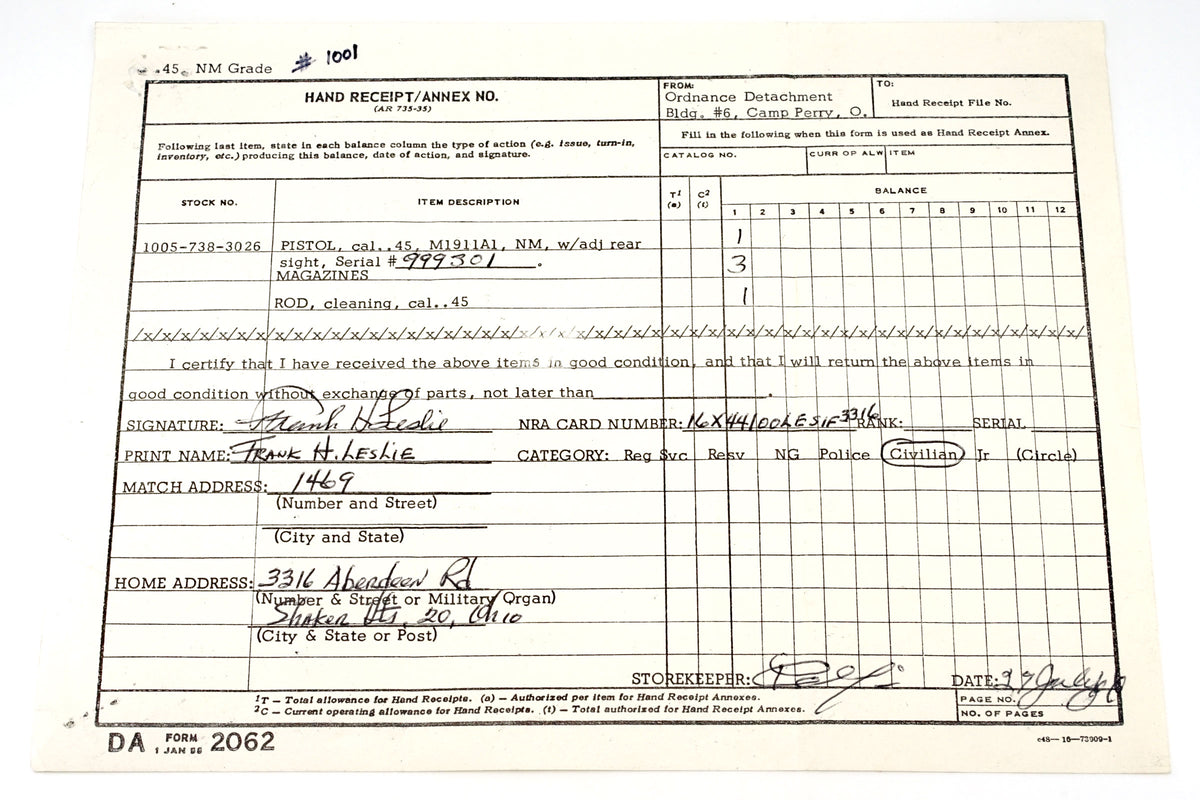 .45 NM Grade # 1001
HAND RECEIPT/ANNEX NO.
(AR 735-35)
FROM:
Ordnance Detachment
Bldg. #6, Camp Perry, O.
TO:
Hand Receipt File No.
Following last item, state in each balance column the type of action (e.g. issue, turn-in,
inventory, etc.) producing this balance, date of action, and signature.
Fill in the following when this form is used as Hand Receipt Annex.
CATALOG NO. CURR OP ALW ITEM
STOCK NO. ITEM DESCRIPTION T¹ (a) C² (t) BALANCE
1 2 3 4 5 6 7 8 9 10 11 12
1005-738-3026 PISTOL, cal..45, M1911A1, NM, w/adj rear 1
sight, Serial # 999301. 3
MAGAZINES
ROD, cleaning, cal..45 1
/x/x/x/x/x/x/x/x/x/x/x/x/x/x/x/x/x/x/x/x/x/x/x/x/x/x/x/x/x/x/x/x/x/x/x/x/x/x/x/
I certify that I have received the above items in good condition, and that I will return the above items in
good condition without exchange of parts, not later than .
SIGNATURE: Frank H. Leslie NRA CARD NUMBER: 16X44100LESIF3316 RANK: SERIAL
PRINT NAME: FRANK H. LESLIE CATEGORY: Reg Svc Resv NG Police Civilian Jr (Circle)
MATCH ADDRESS: 1469
(Number and Street)
(City and State)
HOME ADDRESS: 3316 Aberdeen Rd
(Number & Street or Military Organ)
Shaker Hts, 20, Ohio
(City & State or Post)
STOREKEEPER: DATE: 27 July
¹T — Total allowance for Hand Receipts. (a) — Authorized per item for Hand Receipt Annexes.
²C — Current operating allowance for Hand Receipts. (t) — Total authorized for Hand Receipt Annexes.
PAGE NO.
NO. OF PAGES
DA FORM 1 JAN 2062
c48—16—73909-1